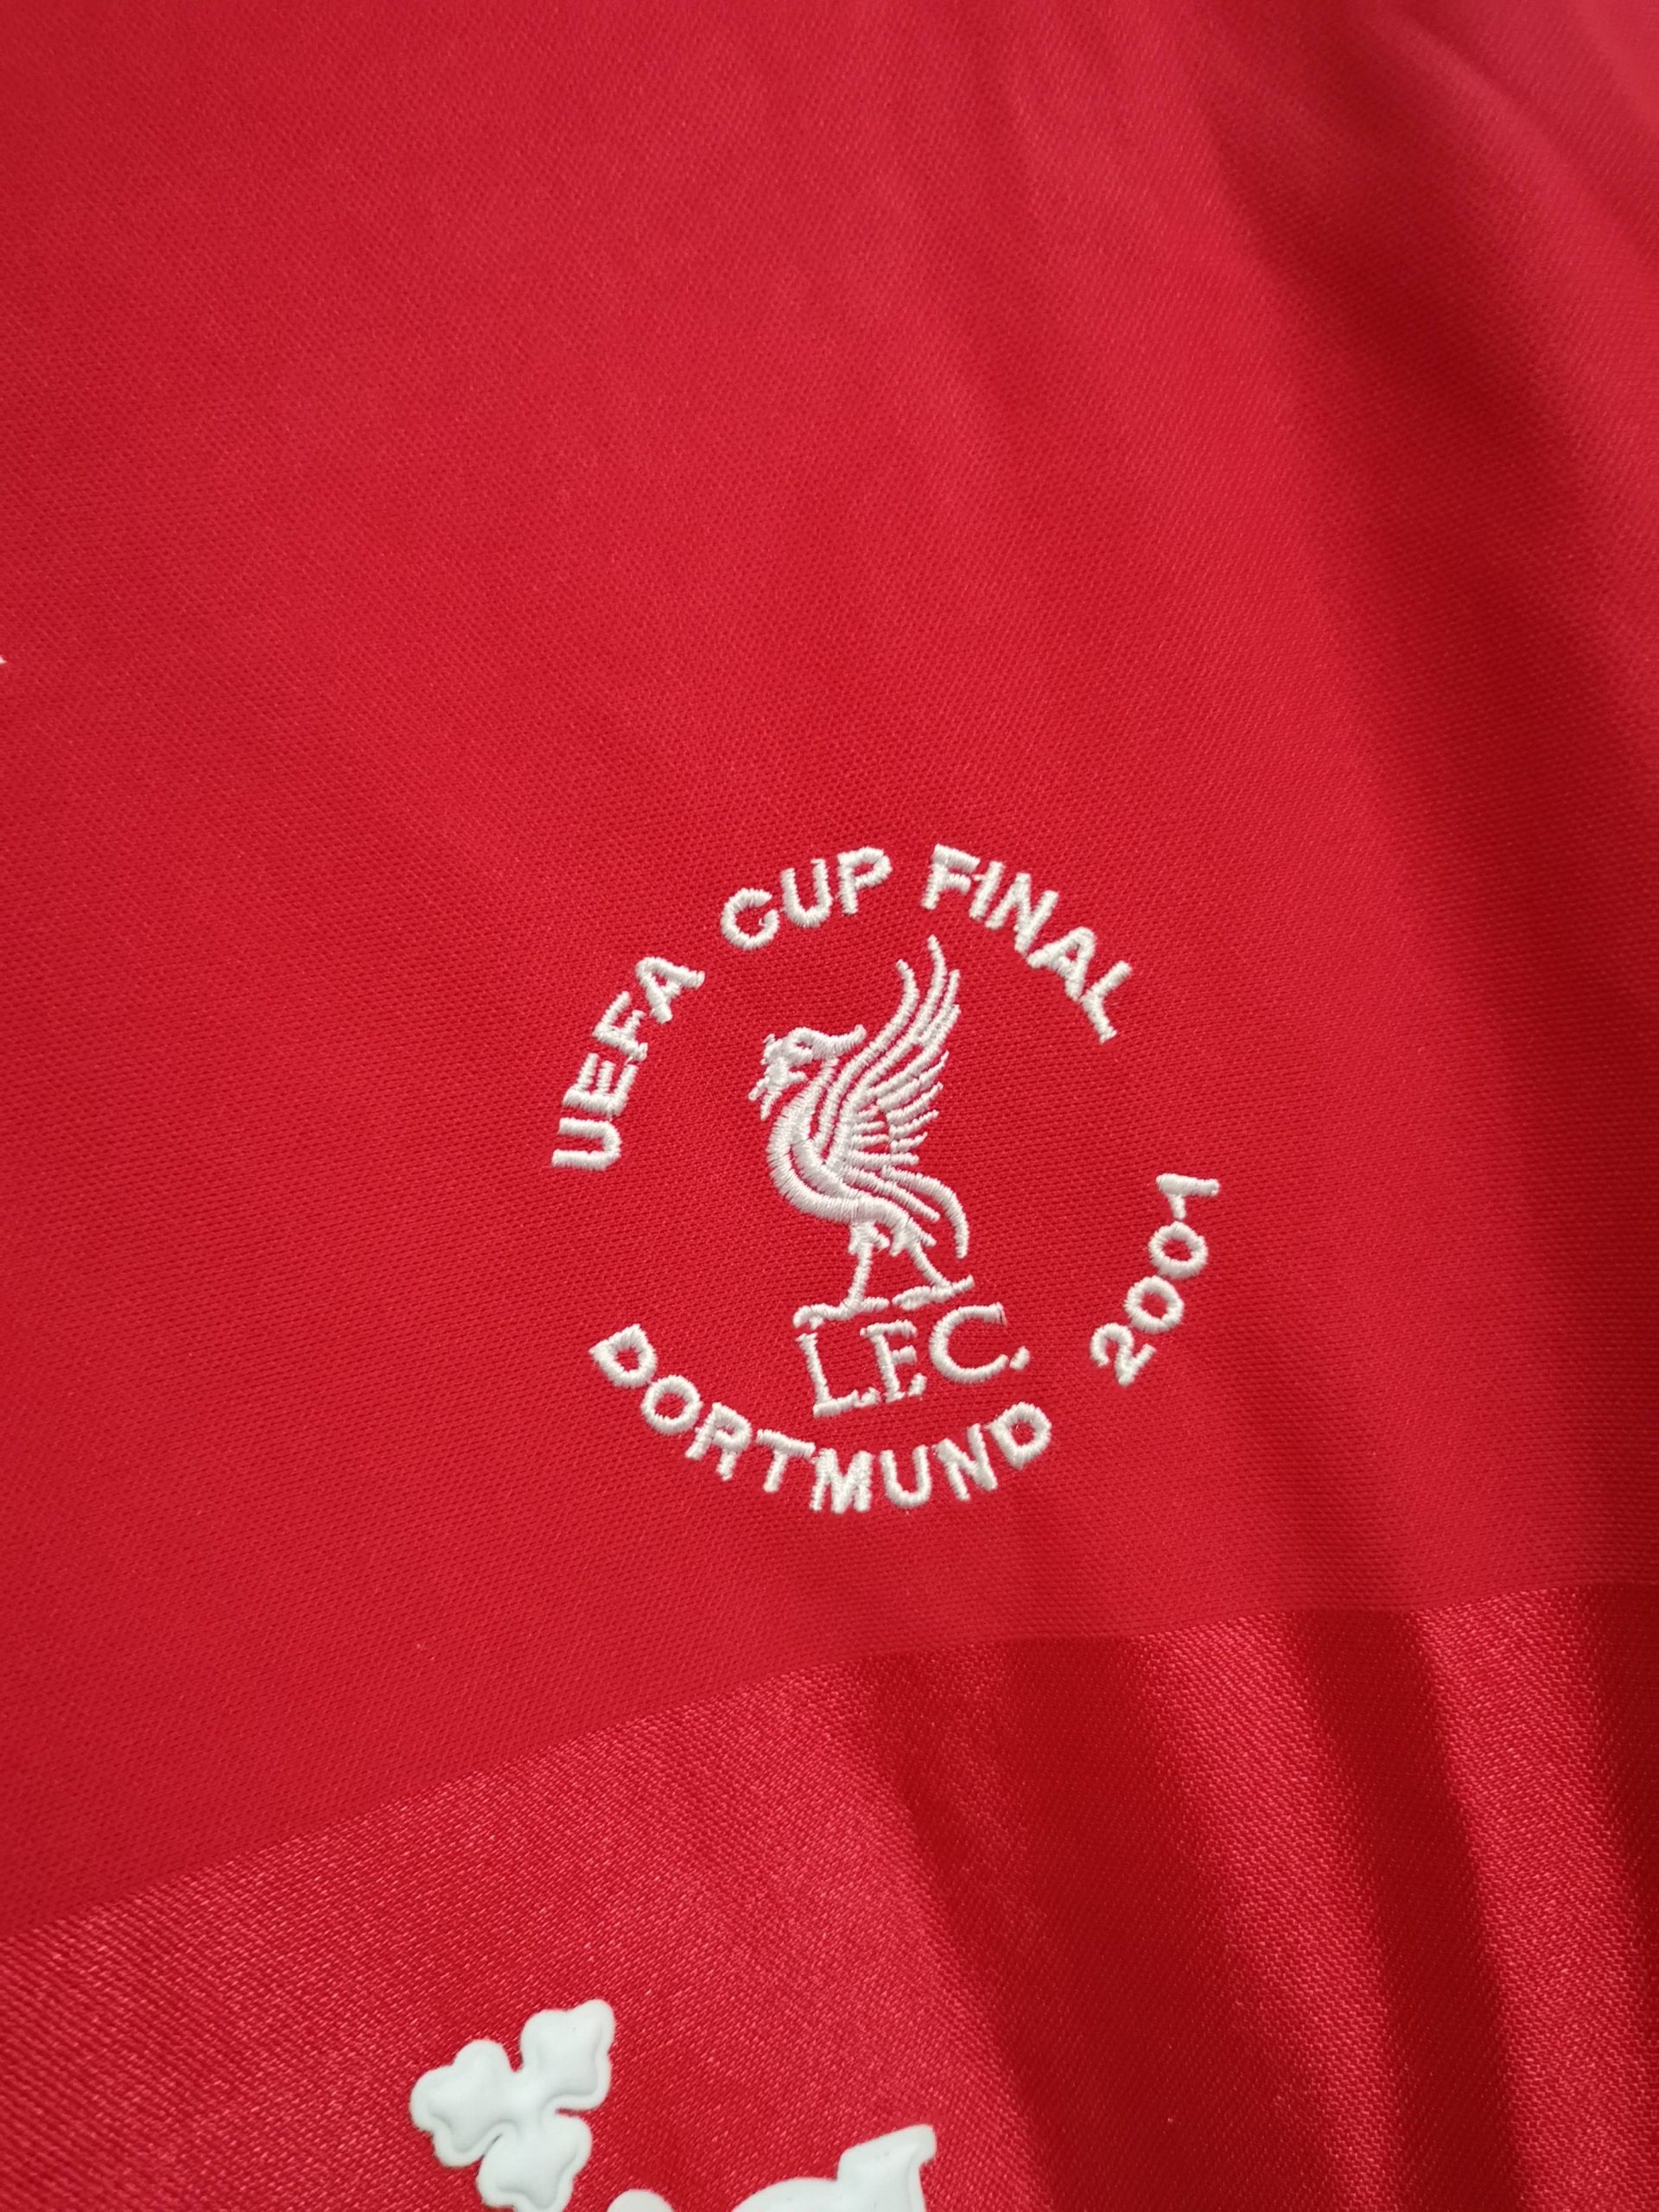 UEFA CUP FINAL
L.F.C.
DORTMUND 2001